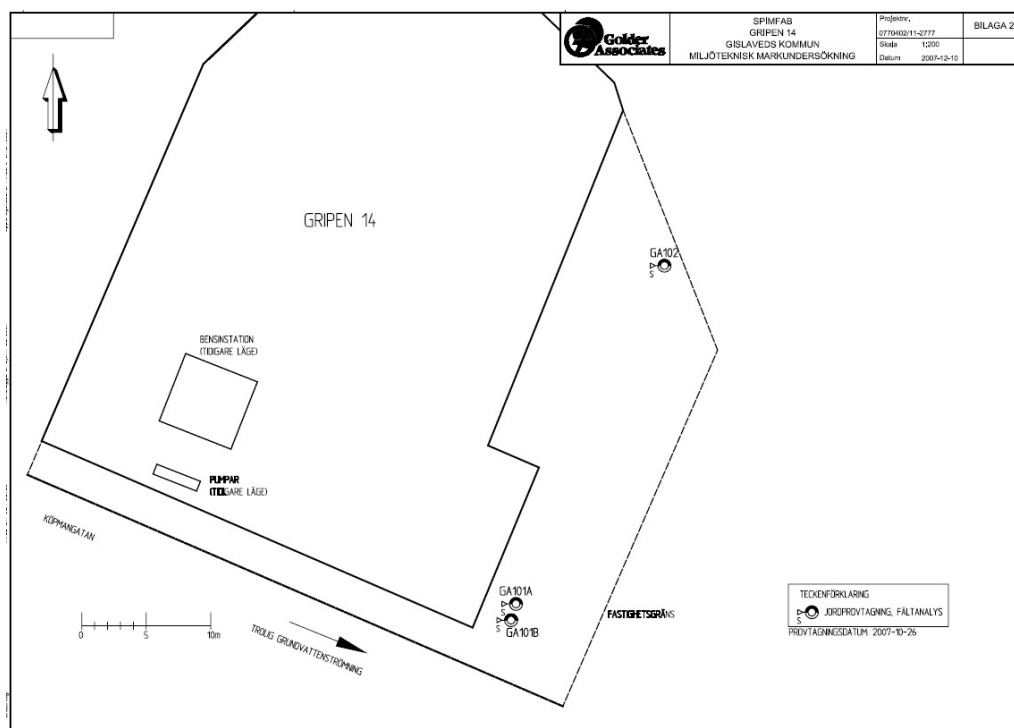 Golder
Associates
SPIMFAB
GRIPEN 14
GISLAVEDS KOMMUN
MILJÖTEKNISK MARKUNDERSÖKNING
Projektnr.
0770402/11-2777
Skala 1:200
Datum 2007-12-10
BILAGA 2
GRIPEN 14
GA102
S
BENSINSTATION
(TIDIGARE LÄGE)
PUMPAR
(TIDIGARE LÄGE)
KÖPMANGATAN
GA101A
S
S
GA101B
FASTIGHETSGRÄNS
0 5 10m
TROLIG GRUNDVATTENSTRÖMNING
TECKENFÖRKLARING
JORDPROVTAGNING, FÄLTANALYS
S
PROVTAGNINGSDATUM: 2007-10-26